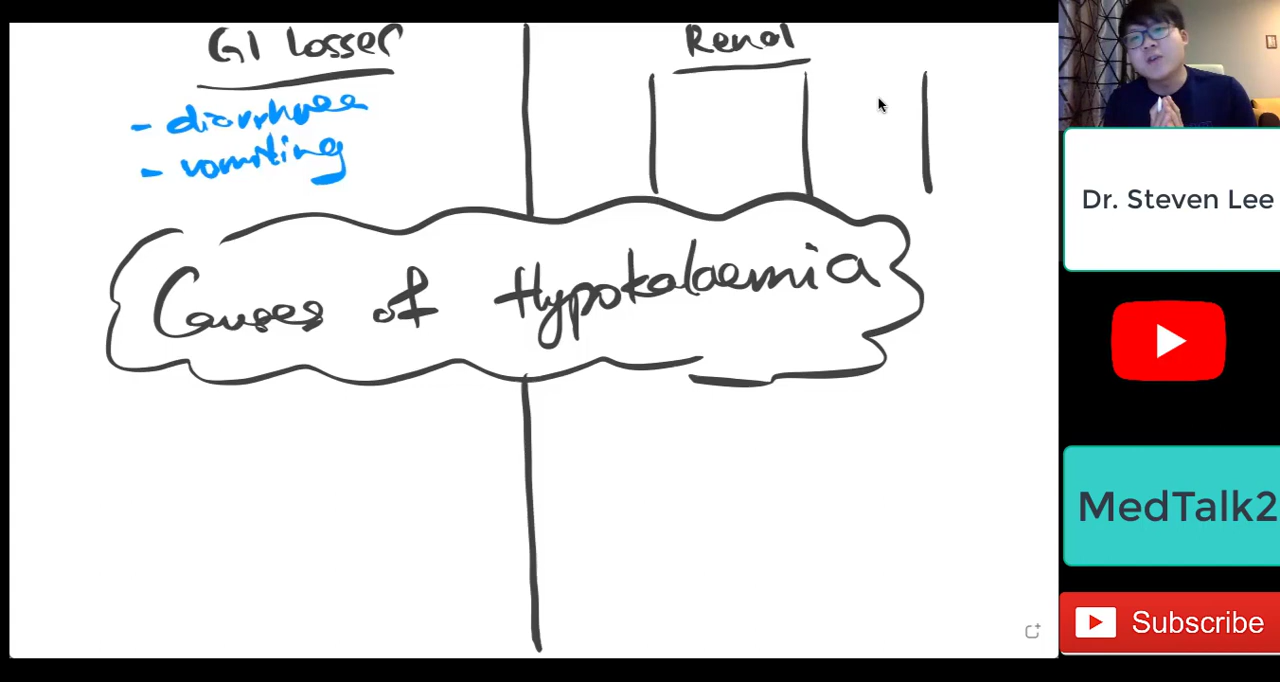 GI Losses
- diarrhoea
- vomiting
Renal
Causes of Hypokalaemia
Dr. Steven Lee
MedTalk2
Subscribe